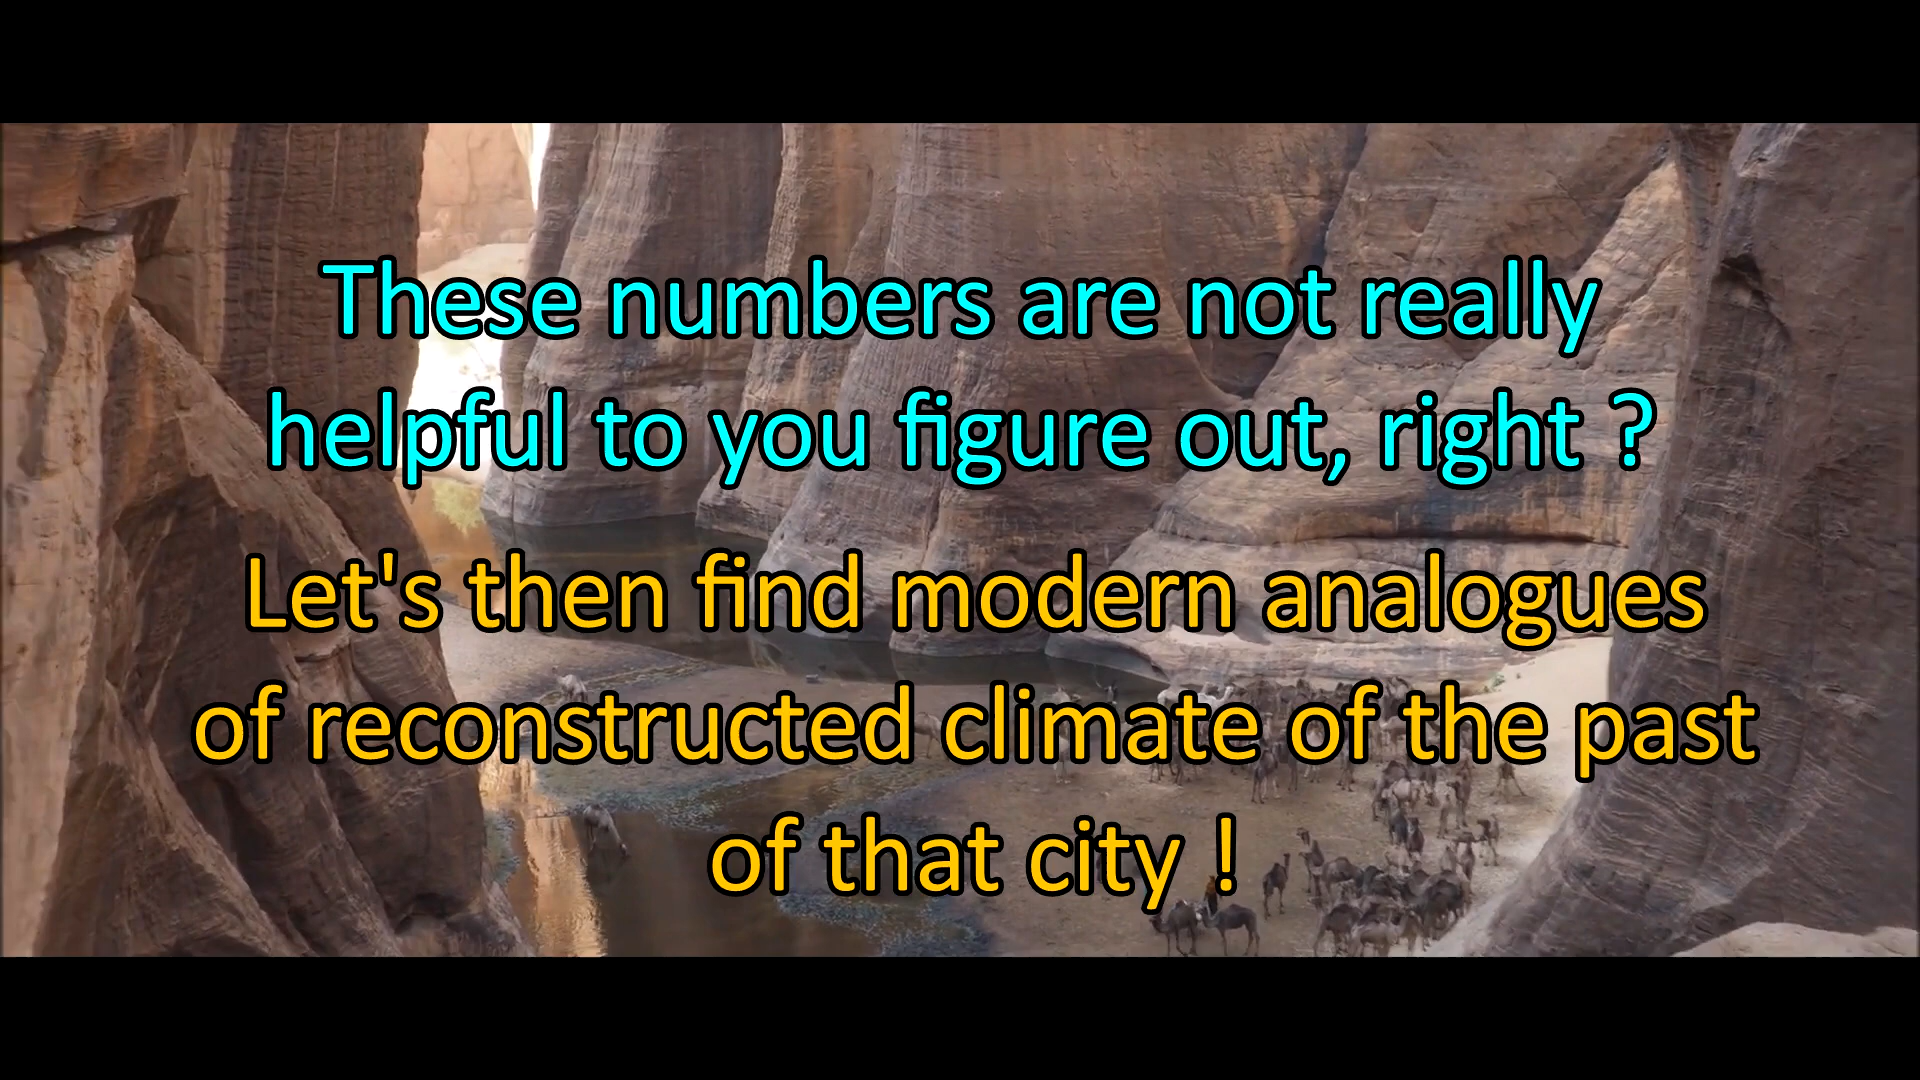 These numbers are not really
helpful to you figure out, right ?
Let's then find modern analogues
of reconstructed climate of the past
of that city !